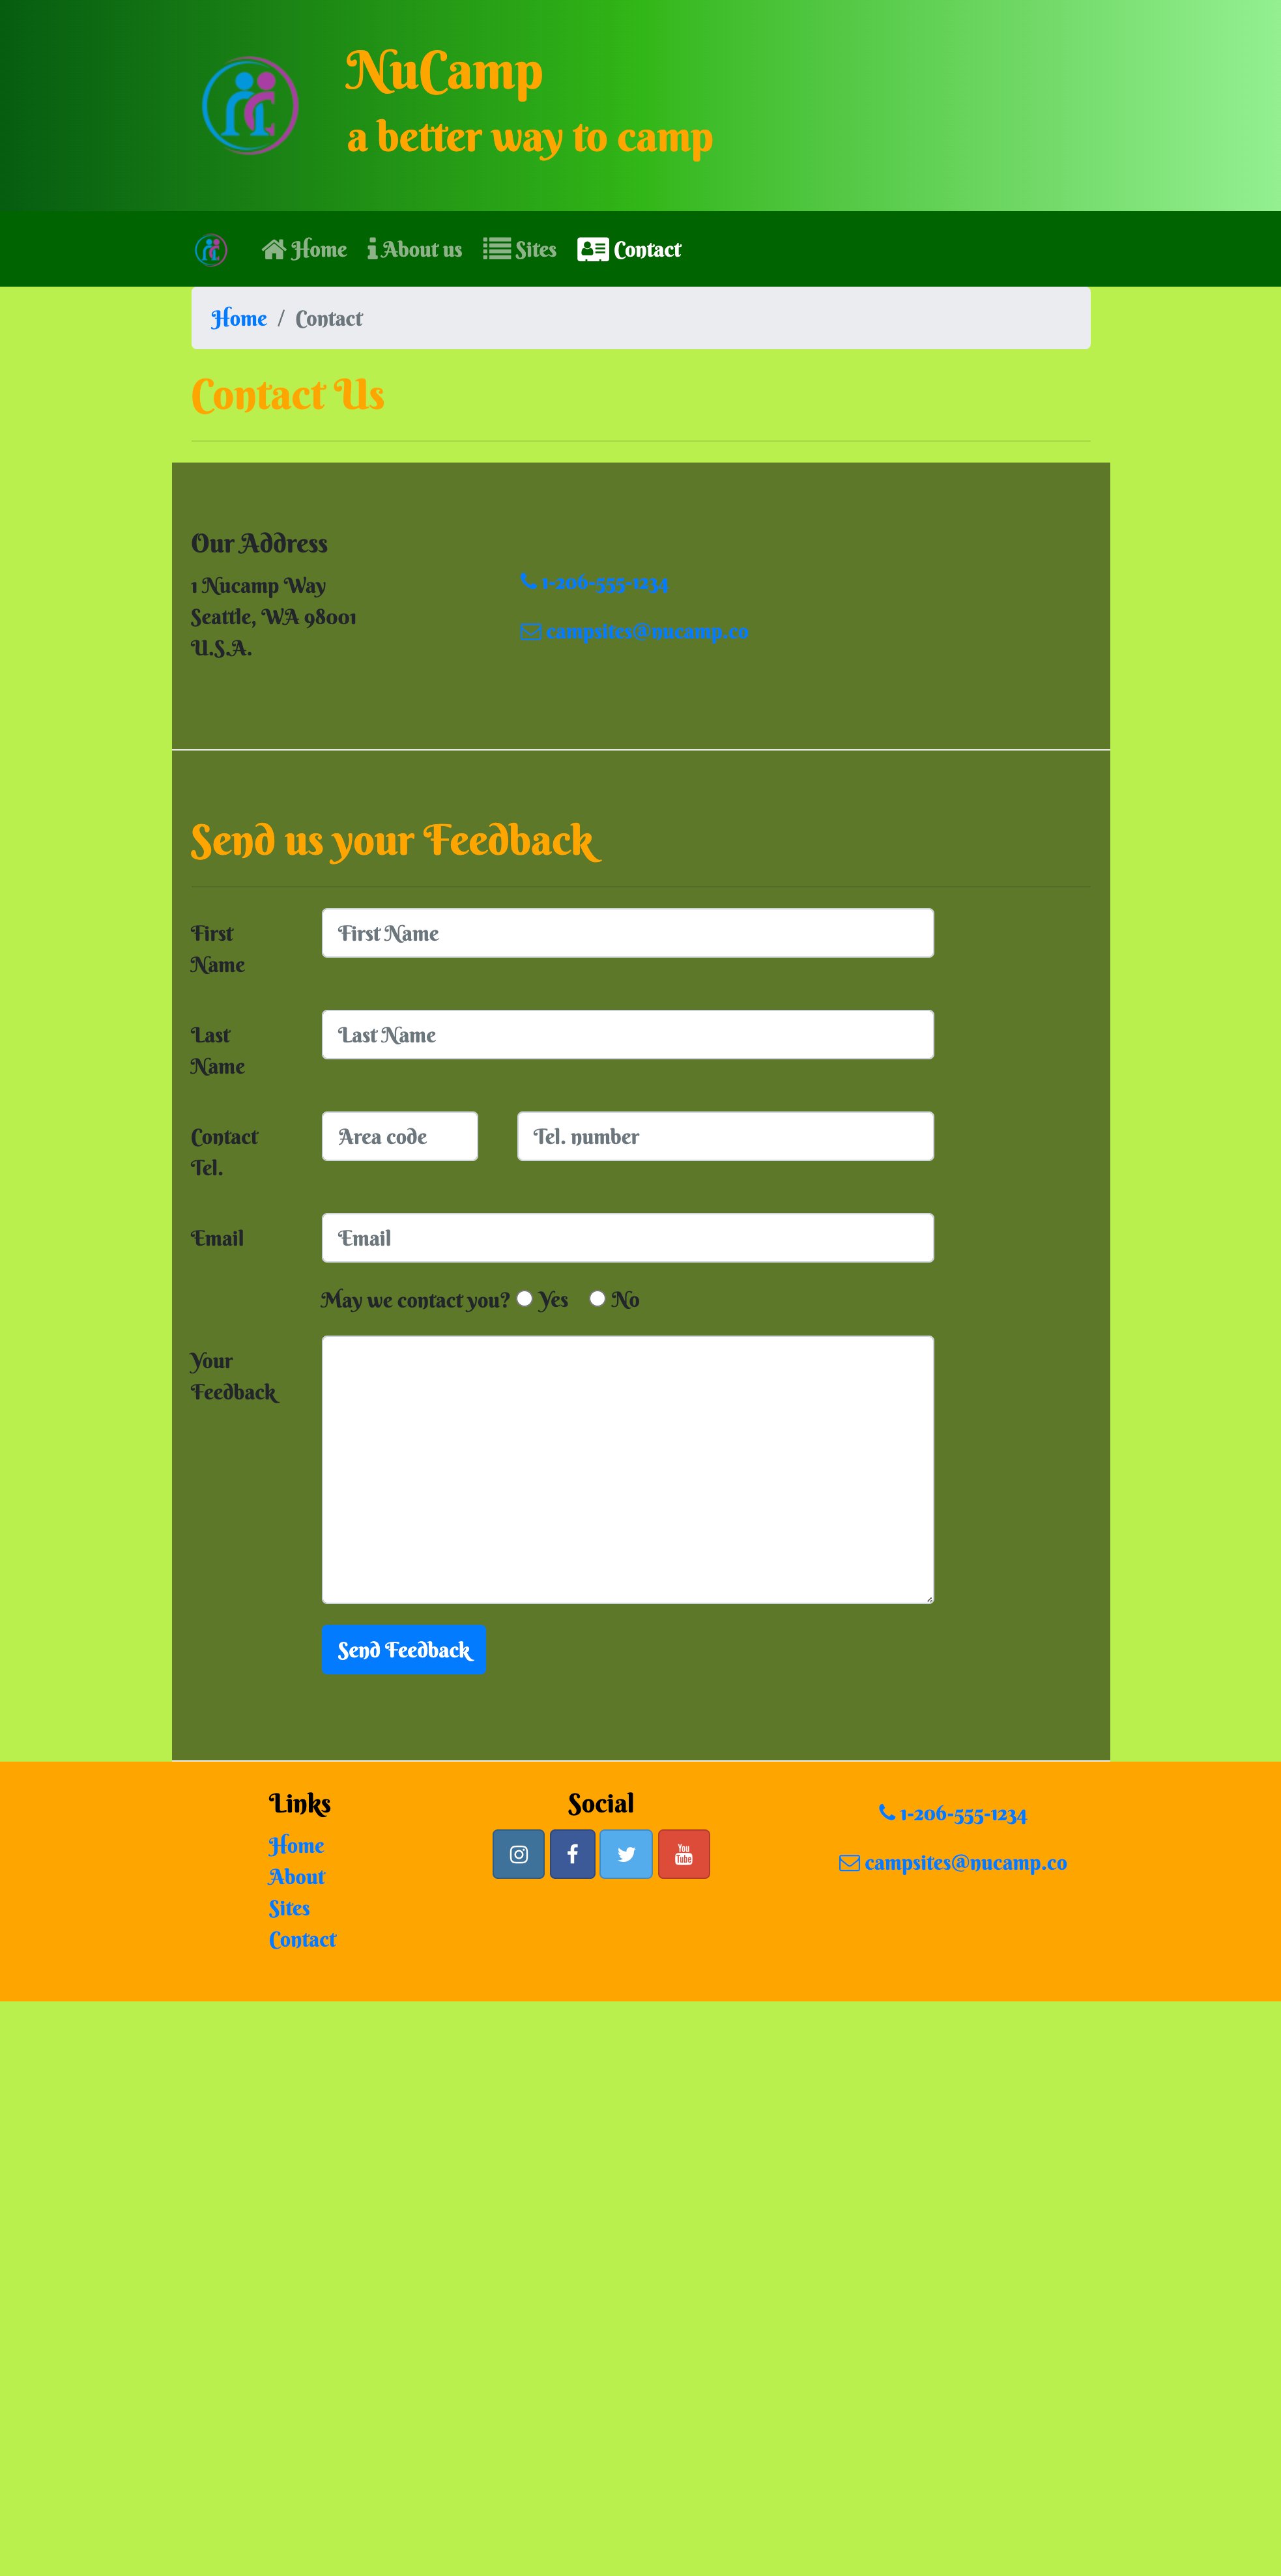 NuCamp
a better way to camp
Home About us Sites Contact
Home / Contact
Contact Us
Our Address
1 Nucamp Way
Seattle, WA 98001
U.S.A.
1-206-555-1234
campsites@nucamp.co
Send us your Feedback
First
Name
First Name
Last
Name
Last Name
Contact
Tel.
Area code
Tel. number
Email
Email
May we contact you? Yes No
Your
Feedback
Send Feedback
Links
Home
About
Sites
Contact
Social
You
Tube
1-206-555-1234
campsites@nucamp.co